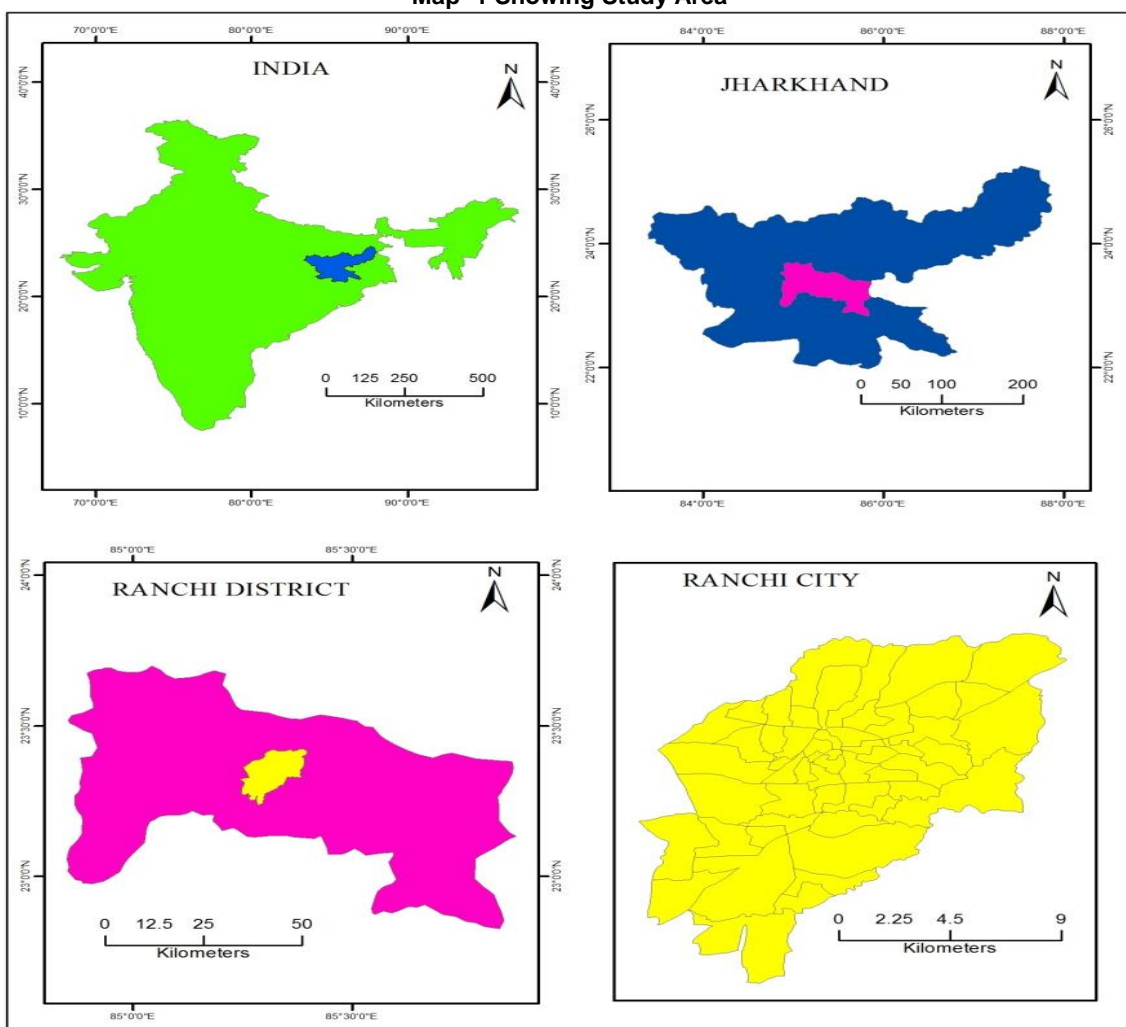 Map -1 Showing Study Area
70°0'0"E 80°0'0"E 90°0'0"E
INDIA
N
40°0'0"N 40°0'0"N
30°0'0"N 30°0'0"N
20°0'0"N 20°0'0"N
10°0'0"N 10°0'0"N
0 125 250 500
Kilometers
70°0'0"E 80°0'0"E 90°0'0"E
84°0'0"E 86°0'0"E 88°0'0"E
JHARKHAND
N
26°0'0"N 26°0'0"N
24°0'0"N 24°0'0"N
22°0'0"N 22°0'0"N
0 50 100 200
Kilometers
84°0'0"E 86°0'0"E 88°0'0"E
85°0'0"E 85°30'0"E
RANCHI DISTRICT
N
24°0'0"N 24°0'0"N
23°30'0"N 23°30'0"N
23°0'0"N 23°0'0"N
0 12.5 25 50
Kilometers
85°0'0"E 85°30'0"E
RANCHI CITY
N
0 2.25 4.5 9
Kilometers